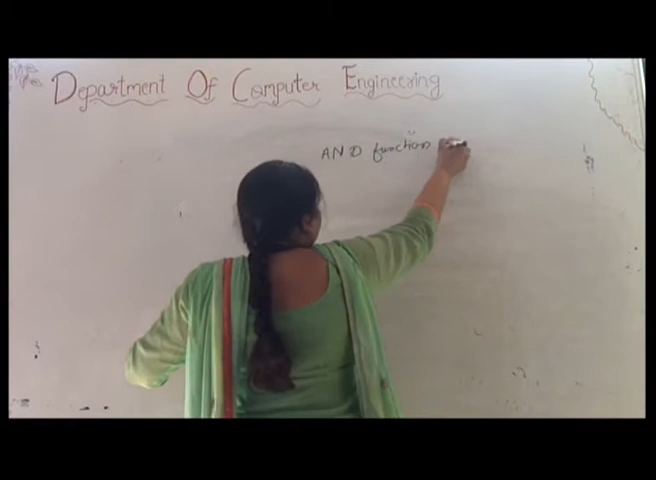 Department Of Computer Engineering
AND function